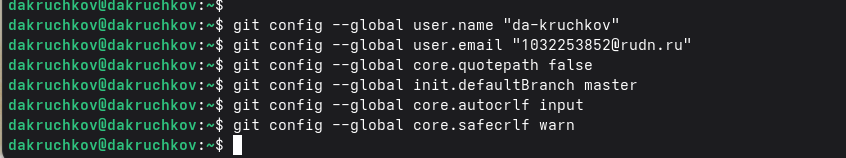 dakruchkov@dakruchkov:~$
dakruchkov@dakruchkov:~$ git config --global user.name "da-kruchkov"
dakruchkov@dakruchkov:~$ git config --global user.email "1032253852@rudn.ru"
dakruchkov@dakruchkov:~$ git config --global core.quotepath false
dakruchkov@dakruchkov:~$ git config --global init.defaultBranch master
dakruchkov@dakruchkov:~$ git config --global core.autocrlf input
dakruchkov@dakruchkov:~$ git config --global core.safecrlf warn
dakruchkov@dakruchkov:~$